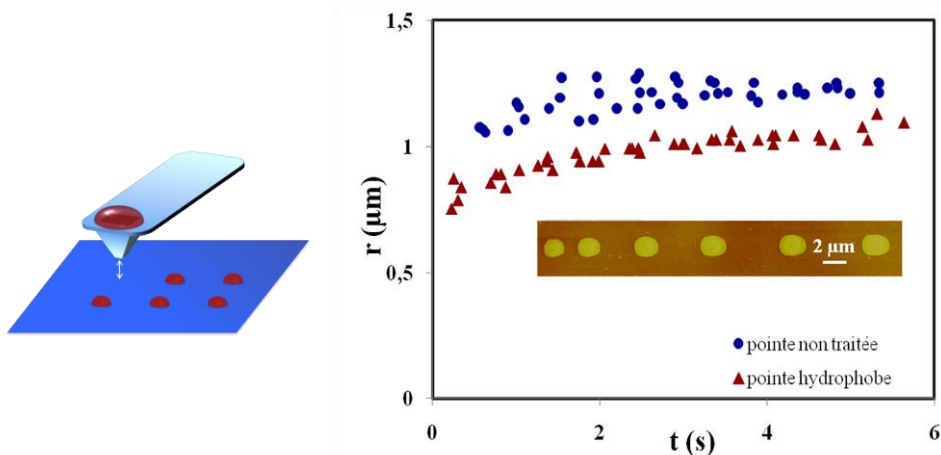 1,5
1
0,5
0
r (µm)
2 µm
pointe non traitée
pointe hydrophobe
0
2
4
6
t (s)